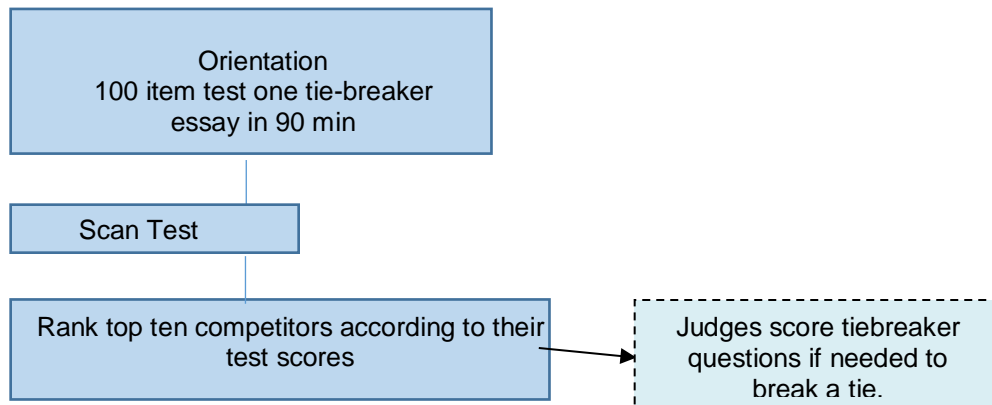 Orientation
100 item test one tie-breaker
essay in 90 min
Scan Test
Rank top ten competitors according to their
test scores
Judges score tiebreaker
questions if needed to
break a tie.